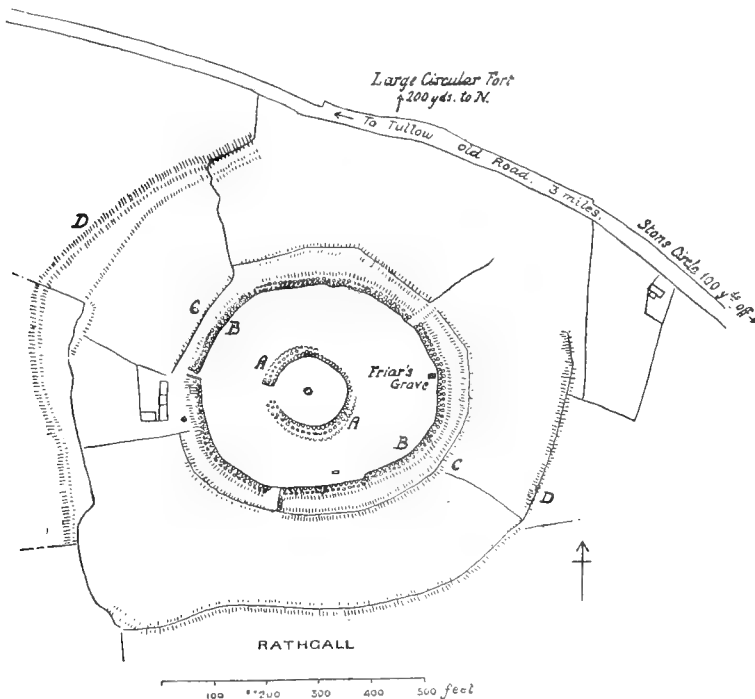 Large Circular Fort
200 yds. to N.
← To Tullow old Road. 3 miles.
Stone Circle 100 yds off →
D
C
B
A
Friar's
Grave
A
B
C
D
RATHGALL
100 200 300 400 500 feet